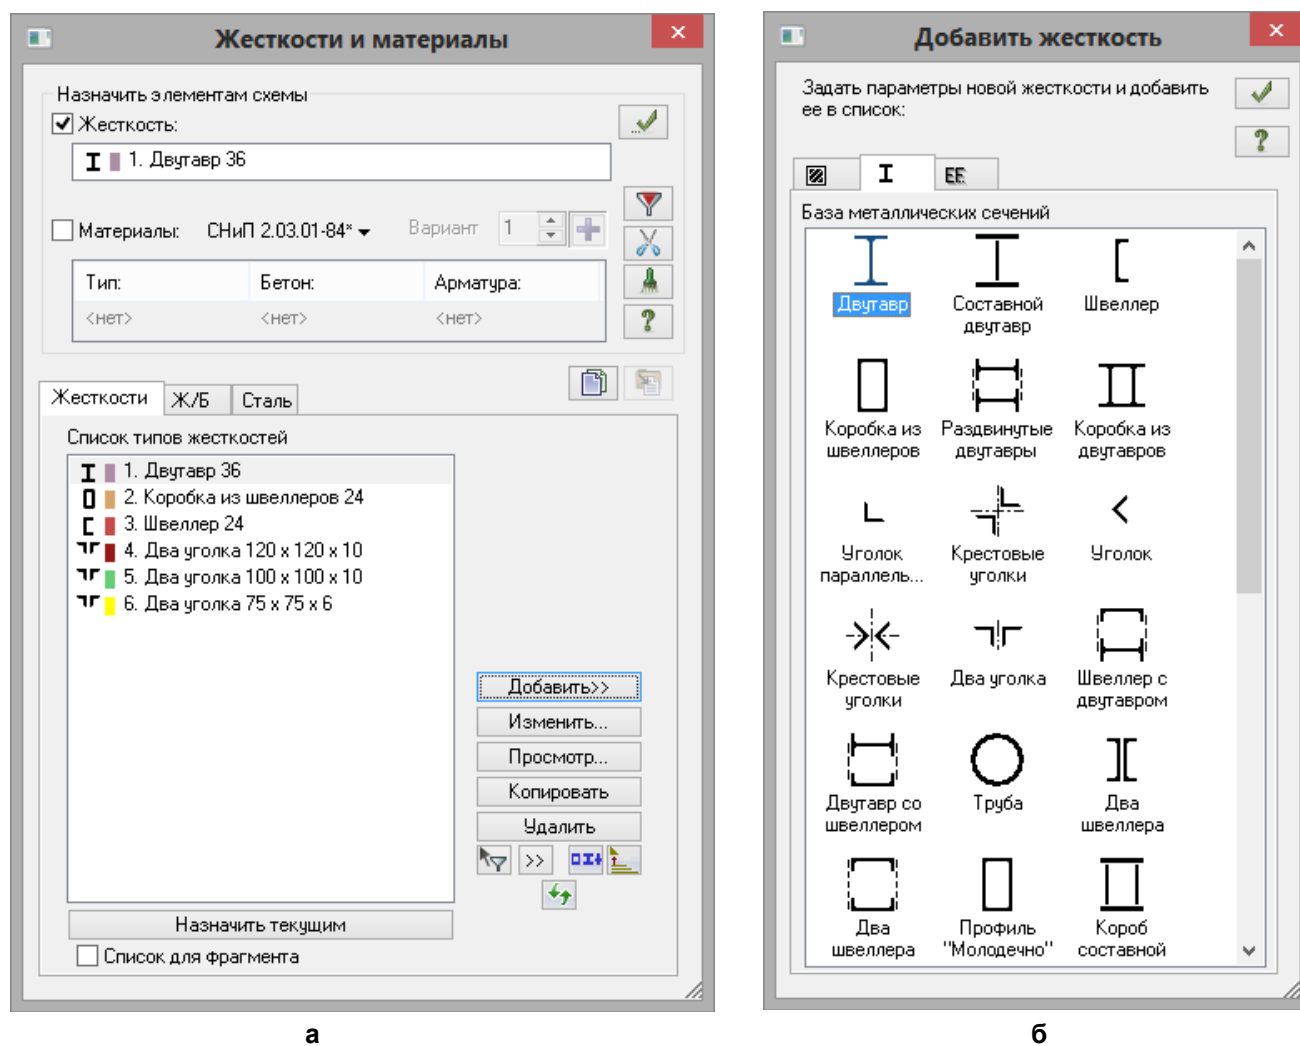 Жесткости и материалы
Назначить элементам схемы
Жесткость:
1. Двутавр 36
Материалы: СНиП 2.03.01-84* Вариант 1
Тип: Бетон: Арматура:
<нет> <нет> <нет>
Жесткости Ж/Б Сталь
Список типов жесткостей
1. Двутавр 36
2. Коробка из швеллеров 24
3. Швеллер 24
4. Два уголка 120 x 120 x 10
5. Два уголка 100 x 100 x 10
6. Два уголка 75 x 75 x 6
Добавить>>
Изменить...
Просмотр...
Копировать
Удалить
>>
Назначить текущим
Список для фрагмента
а
Добавить жесткость
Задать параметры новой жесткости и добавить
ее в список:
EF
База металлических сечений
Двутавр
Составной
двутавр
Швеллер
Коробка из
швеллеров
Раздвинутые
двутавры
Коробка из
двутавров
Уголок
параллель...
Крестовые
уголки
Уголок
Крестовые
уголки
Два уголка
Швеллер с
двутавром
Двутавр со
швеллером
Труба
Два
швеллера
Два
швеллера
Профиль
"Молодечно"
Короб
составной
б